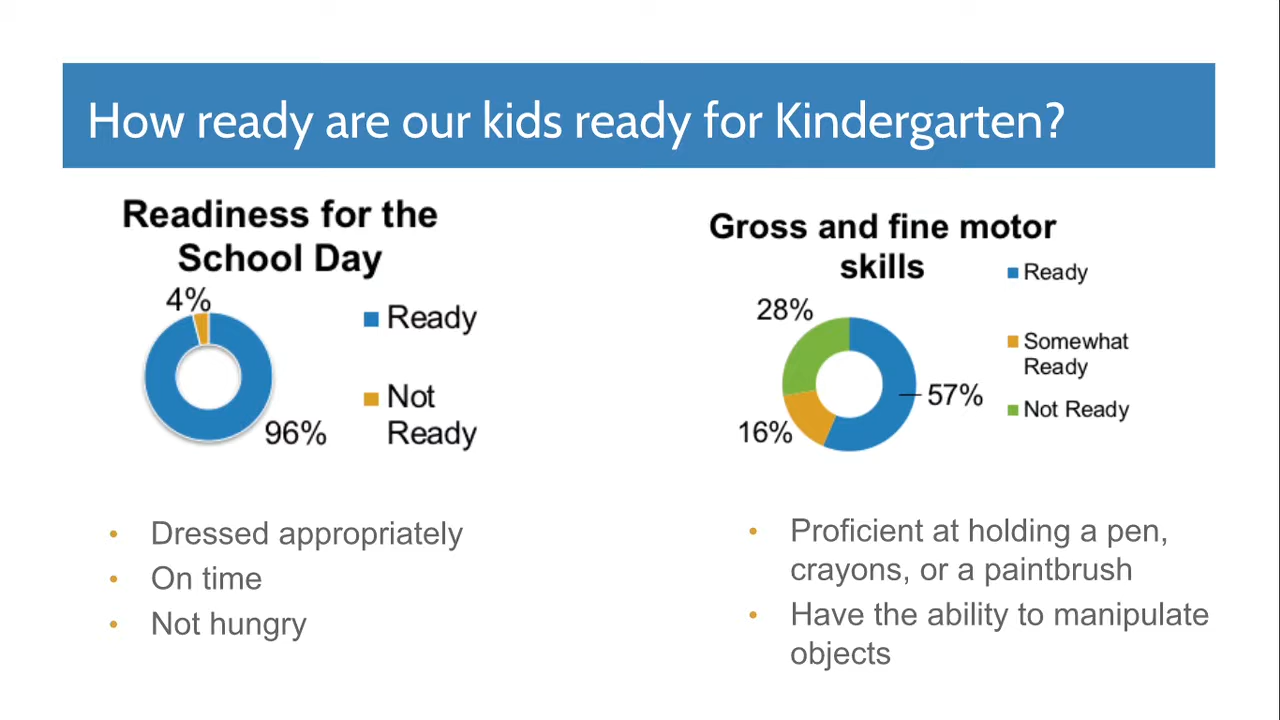 How ready are our kids ready for Kindergarten?
Readiness for the
School Day
4%
96%
Ready
Not
Ready
Dressed appropriately
On time
Not hungry
Gross and fine motor
skills
28%
16%
57%
Ready
Somewhat
Ready
Not Ready
Proficient at holding a pen,
crayons, or a paintbrush
Have the ability to manipulate
objects